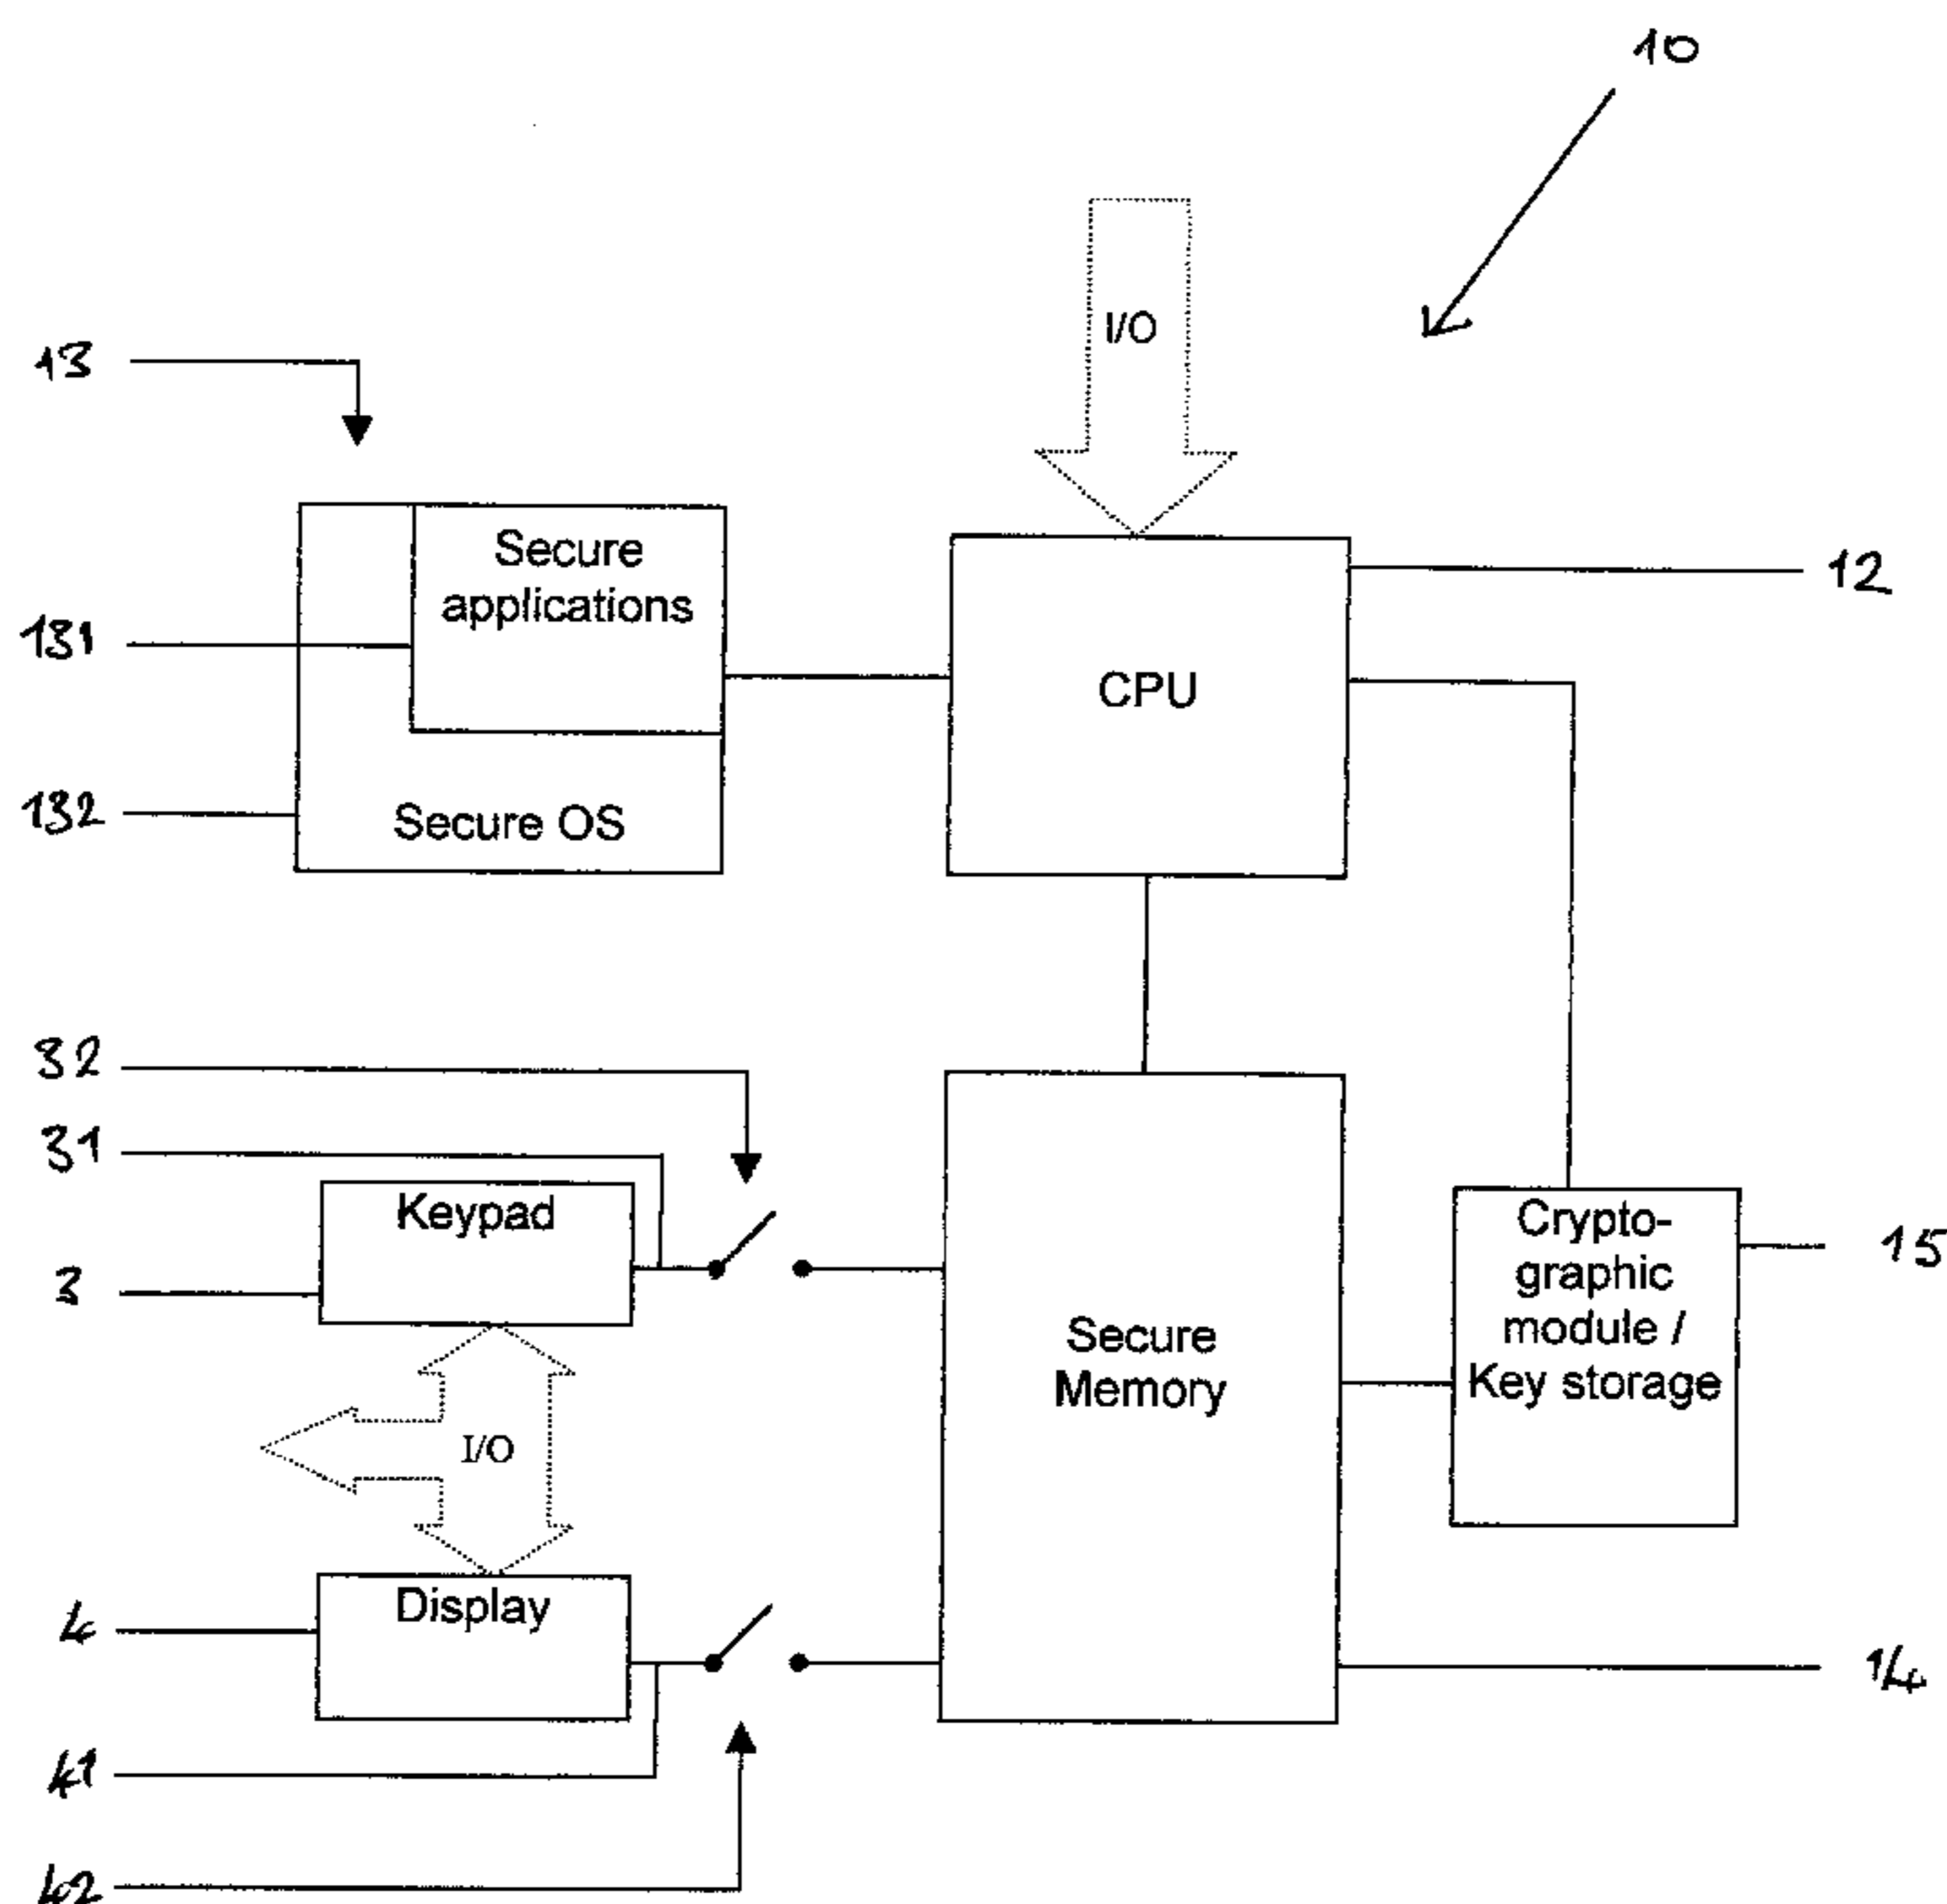 10
I/O
13
Secure
applications
12
131
CPU
132
Secure OS
32
31
Keypad
3
Crypto-
graphic
module /
Key storage
15
Secure
Memory
I/O
Display
4
14
41
42